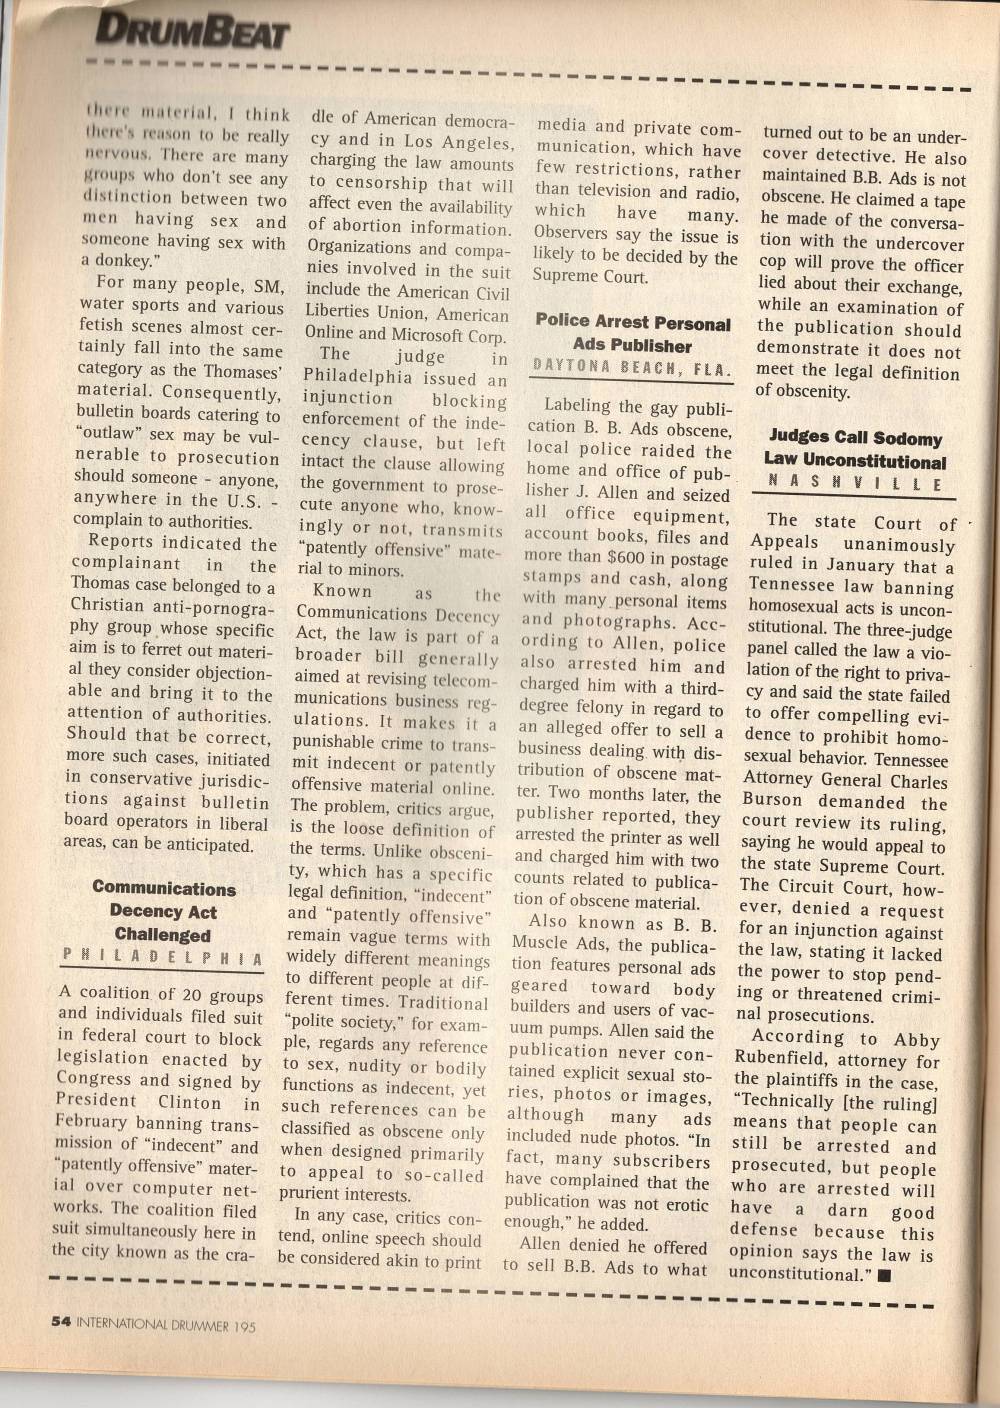 DRUMBEAT
there material, I think
there's reason to be really
nervous. There are many
groups who don't see any
distinction between two
men having sex and
someone having sex with
a donkey."
For many people, SM,
water sports and various
fetish scenes almost cer-
tainly fall into the same
category as the Thomases'
material. Consequently,
bulletin boards catering to
"outlaw" sex may be vul-
nerable to prosecution
should someone - anyone,
anywhere in the U.S. -
complain to authorities.
Reports indicated the
complainant in the
Thomas case belonged to a
Christian anti-pornogra-
phy group whose specific
aim is to ferret out materi-
al they consider objection-
able and bring it to the
attention of authorities.
Should that be correct,
more such cases, initiated
in conservative jurisdic-
tions against bulletin
board operators in liberal
areas, can be anticipated.
Communications
Decency Act
Challenged
PHILADELPHIA
A coalition of 20 groups
and individuals filed suit
in federal court to block
legislation enacted by
Congress and signed by
President Clinton in
February banning trans-
mission of "indecent" and
"patently offensive" mater-
ial over computer net-
works. The coalition filed
suit simultaneously here in
the city known as the cra-
dle of American democra-
cy and in Los Angeles,
charging the law amounts
to censorship that will
affect even the availability
of abortion information.
Organizations and compa-
nies involved in the suit
include the American Civil
Liberties Union, American
Online and Microsoft Corp.
The judge in
Philadelphia issued an
injunction blocking
enforcement of the inde-
cency clause, but left
intact the clause allowing
the government to prose-
cute anyone who, know-
ingly or not, transmits
"patently offensive" mate-
rial to minors.
Known as the
Communications Decency
Act, the law is part of a
broader bill generally
aimed at revising telecom-
munications business reg-
ulations. It makes it a
punishable crime to trans-
mit indecent or patently
offensive material online.
The problem, critics argue,
is the loose definition of
the terms. Unlike obsceni-
ty, which has a specific
legal definition, "indecent"
and "patently offensive"
remain vague terms with
widely different meanings
to different people at dif-
ferent times. Traditional
"polite society," for exam-
ple, regards any reference
to sex, nudity or bodily
functions as indecent, yet
such references can be
classified as obscene only
when designed primarily
to appeal to so-called
prurient interests.
In any case, critics con-
tend, online speech should
be considered akin to print
media and private com-
munication, which have
few restrictions, rather
than television and radio,
which have many.
Observers say the issue is
likely to be decided by the
Supreme Court.
Police Arrest Personal
Ads Publisher
DAYTONA BEACH, FLA.
Labeling the gay publi-
cation B. B. Ads obscene,
local police raided the
home and office of pub-
lisher J. Allen and seized
all office equipment,
account books, files and
more than $600 in postage
stamps and cash, along
with many personal items
and photographs. Acc-
ording to Allen, police
also arrested him and
charged him with a third-
degree felony in regard to
an alleged offer to sell a
business dealing with dis-
tribution of obscene mat-
ter. Two months later, the
publisher reported, they
arrested the printer as well
and charged him with two
counts related to publica-
tion of obscene material.
Also known as B. B.
Muscle Ads, the publica-
tion features personal ads
geared toward body
builders and users of vac-
uum pumps. Allen said the
publication never con-
tained explicit sexual sto-
ries, photos or images,
although many ads
included nude photos. "In
fact, many subscribers
have complained that the
publication was not erotic
enough," he added.
Allen denied he offered
to sell B.B. Ads to what
turned out to be an under-
cover detective. He also
maintained B.B. Ads is not
obscene. He claimed a tape
he made of the conversa-
tion with the undercover
cop will prove the officer
lied about their exchange,
while an examination of
the publication should
demonstrate it does not
meet the legal definition
of obscenity.
Judges Call Sodomy
Law Unconstitutional
NASHVILLE
The state Court of
Appeals unanimously
ruled in January that a
Tennessee law banning
homosexual acts is uncon-
stitutional. The three-judge
panel called the law a vio-
lation of the right to priva-
cy and said the state failed
to offer compelling evi-
dence to prohibit homo-
sexual behavior. Tennessee
Attorney General Charles
Burson demanded the
court review its ruling,
saying he would appeal to
the state Supreme Court.
The Circuit Court, how-
ever, denied a request
for an injunction against
the law, stating it lacked
the power to stop pend-
ing or threatened crimi-
nal prosecutions.
According to Abby
Rubenfield, attorney for
the plaintiffs in the case,
"Technically [the ruling]
means that people can
still be arrested and
prosecuted, but people
who are arrested will
have a darn good
defense because this
opinion says the law is
unconstitutional." ■
54 INTERNATIONAL DRUMMER 195